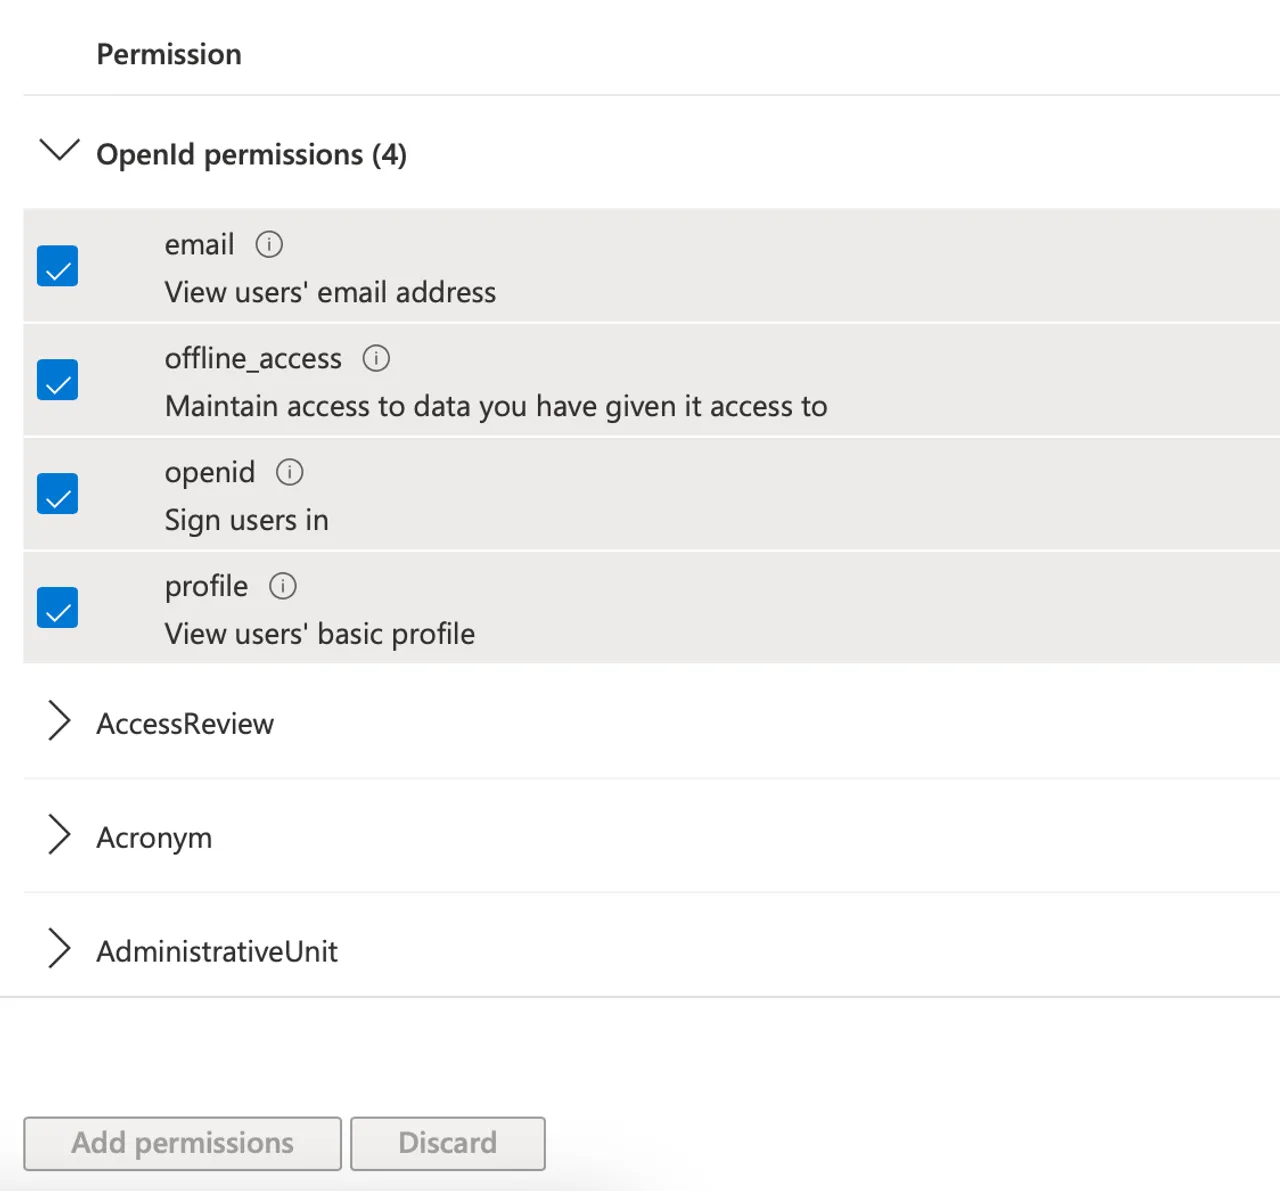 Permission
OpenId permissions (4)
email
View users' email address
offline_access
Maintain access to data you have given it access to
openid
Sign users in
profile
View users' basic profile
AccessReview
Acronym
AdministrativeUnit
Add permissions Discard